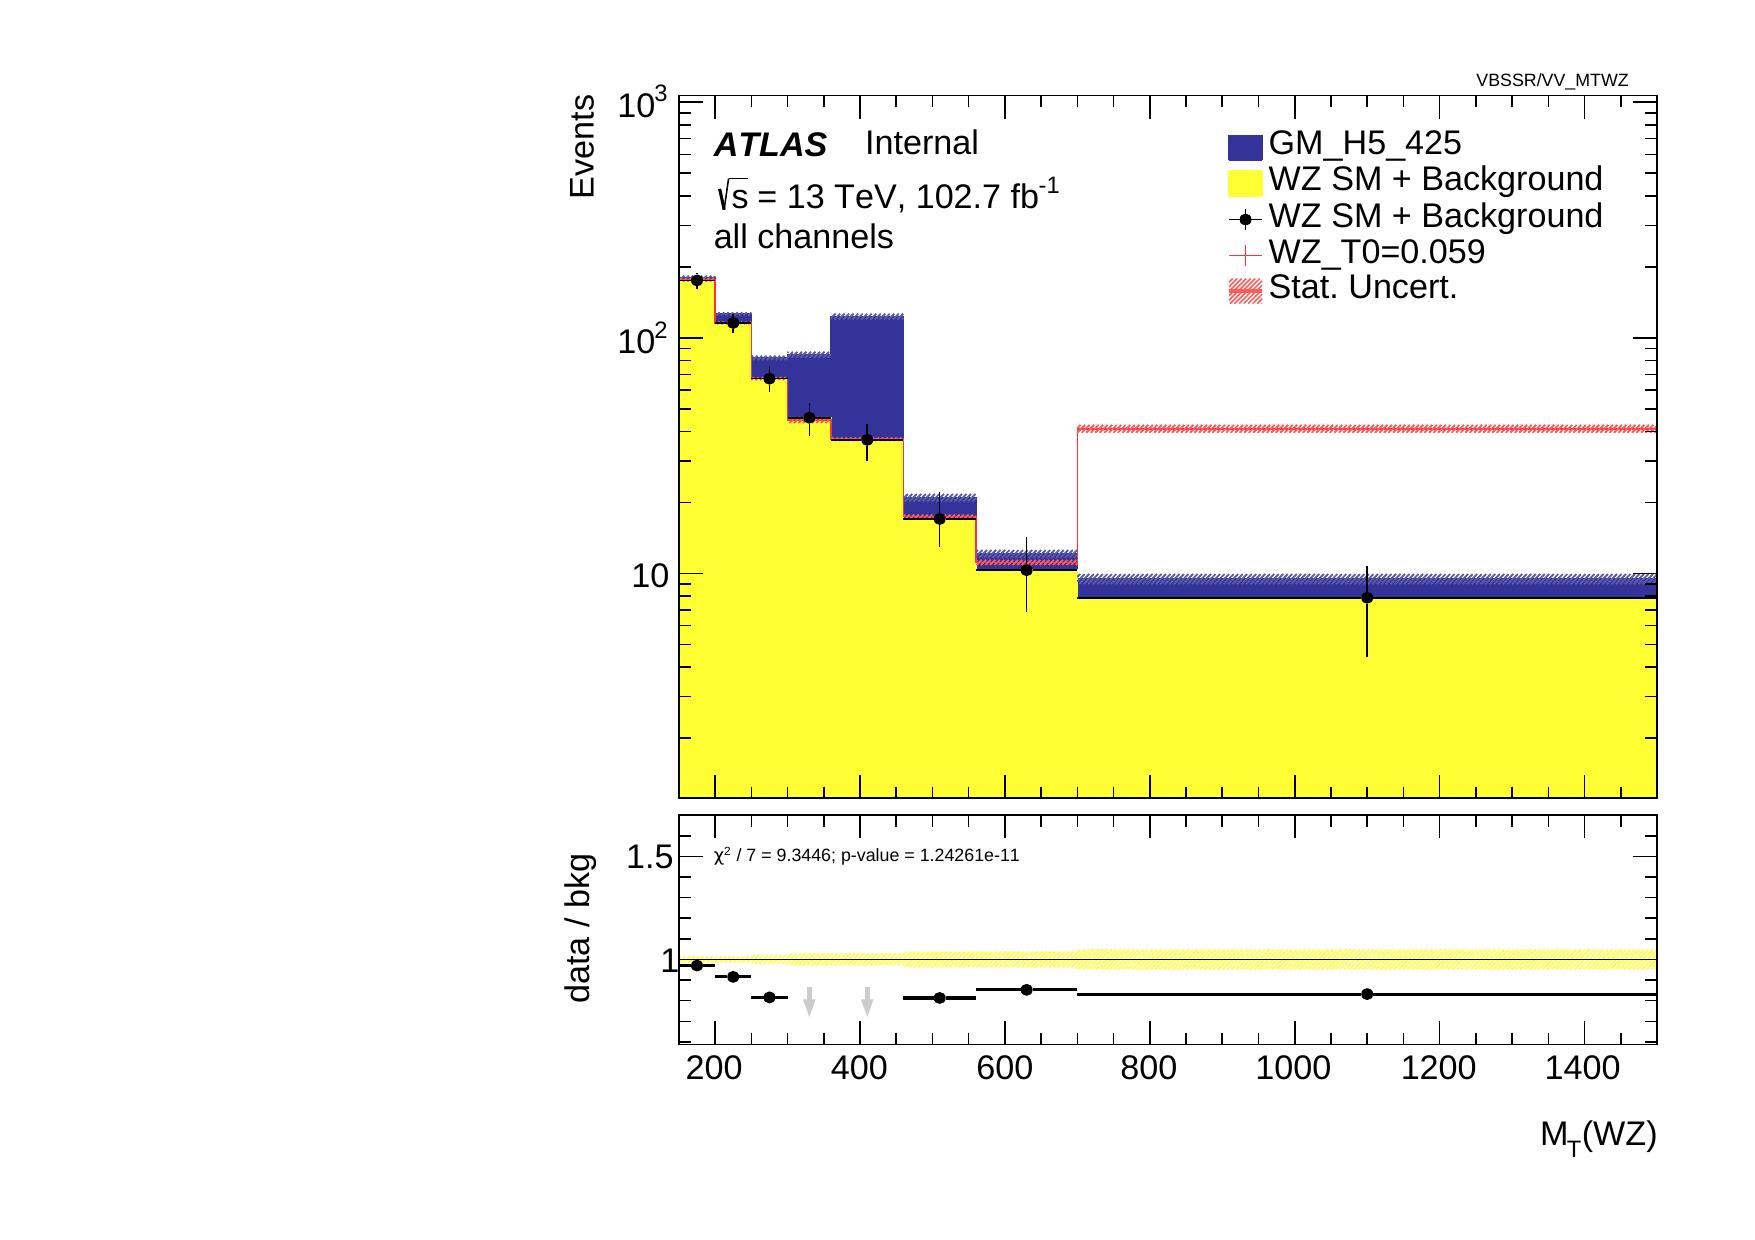 VBSSR/VV_MTWZ
Events
10³
10²
10
ATLAS Internal
√s = 13 TeV, 102.7 fb⁻¹
all channels
GM_H5_425
WZ SM + Background
WZ SM + Background
WZ_T0=0.059
Stat. Uncert.
data / bkg
1.5
1
χ² / 7 = 9.3446; p-value = 1.24261e-11
200 400 600 800 1000 1200 1400
M_T(WZ)